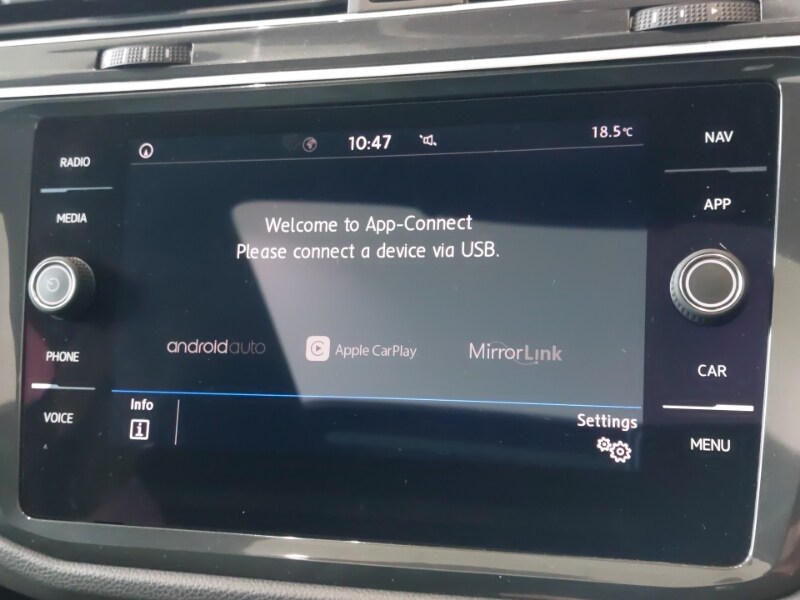 RADIO
MEDIA
PHONE
VOICE
10:47
18.5°C
Welcome to App-Connect
Please connect a device via USB.
androidauto
Apple CarPlay
MirrorLink
Info
i
Settings
NAV
APP
CAR
MENU